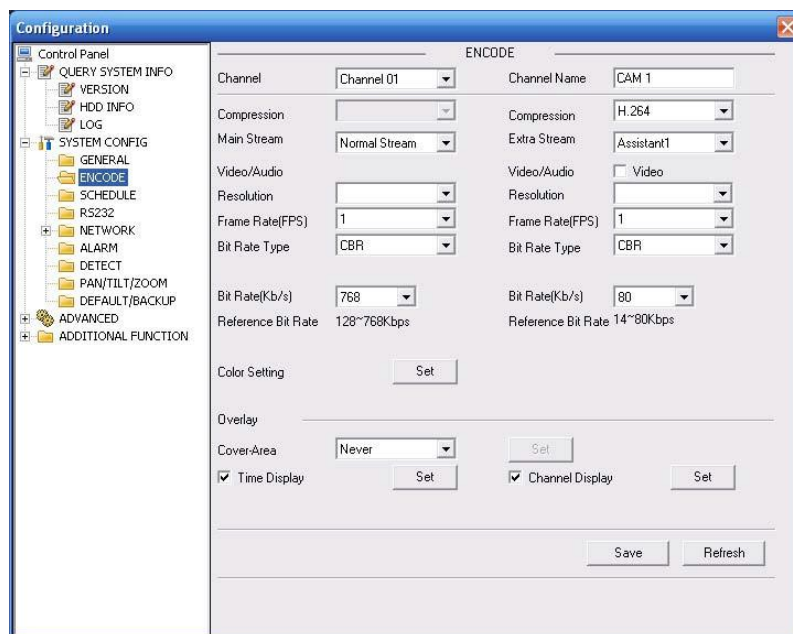 Configuration
Control Panel
QUERY SYSTEM INFO
VERSION
HDD INFO
LOG
SYSTEM CONFIG
GENERAL
ENCODE
SCHEDULE
RS232
NETWORK
ALARM
DETECT
PAN/TILT/ZOOM
DEFAULT/BACKUP
ADVANCED
ADDITIONAL FUNCTION
ENCODE
Channel Channel 01 Channel Name CAM 1
Compression Compression H.264
Main Stream Normal Stream Extra Stream Assistant1
Video/Audio Video/Audio Video
Resolution Resolution
Frame Rate(FPS) 1 Frame Rate(FPS) 1
Bit Rate Type CBR Bit Rate Type CBR
Bit Rate(Kb/s) 768 Bit Rate(Kb/s) 80
Reference Bit Rate 128~768Kbps Reference Bit Rate 14~80Kbps
Color Setting Set
Overlay
Cover-Area Never Set
Time Display Set Channel Display Set
Save Refresh